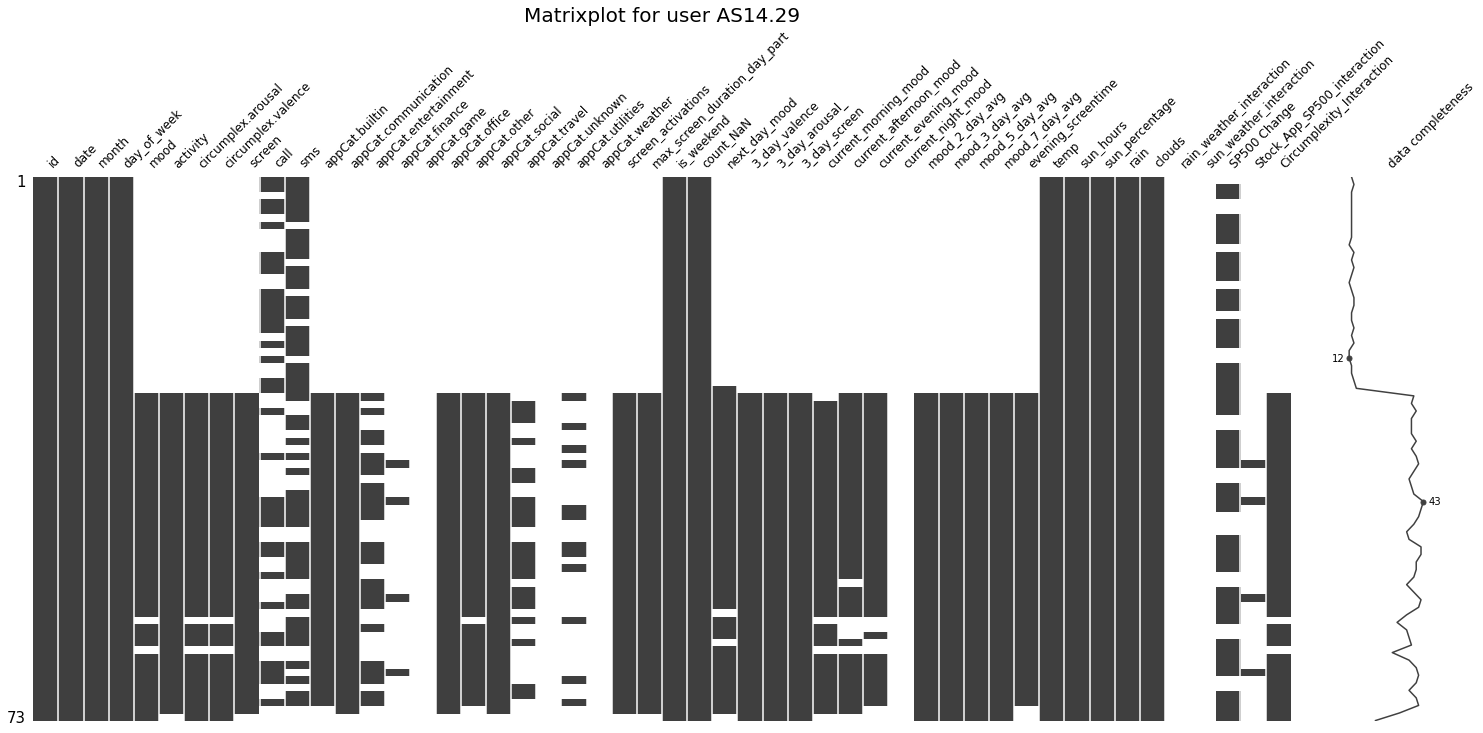 Matrixplot for user AS14.29
id
date
month
day_of_week
mood
activity
circumplex.arousal
circumplex.valence
screen
call
sms
appCat.builtin
appCat.communication
appCat.entertainment
appCat.finance
appCat.game
appCat.office
appCat.other
appCat.social
appCat.travel
appCat.unknown
appCat.utilities
appCat.weather
screen_activations
max_screen_duration_day_part
is_weekend
count_NaN
next_day_mood
3_day_valence
3_day_arousal_
3_day_screen
current_morning_mood
current_afternoon_mood
current_evening_mood
current_night_mood
mood_2_day_avg
mood_3_day_avg
mood_5_day_avg
mood_7_day_avg
evening_screentime
temp
sun_hours
sun_percentage
rain
clouds
rain_weather_interaction
sun_weather_interaction
SP500 Change
Stock_App_SP500_interaction
Circumplexity_Interaction
data completeness
1
12
43
73